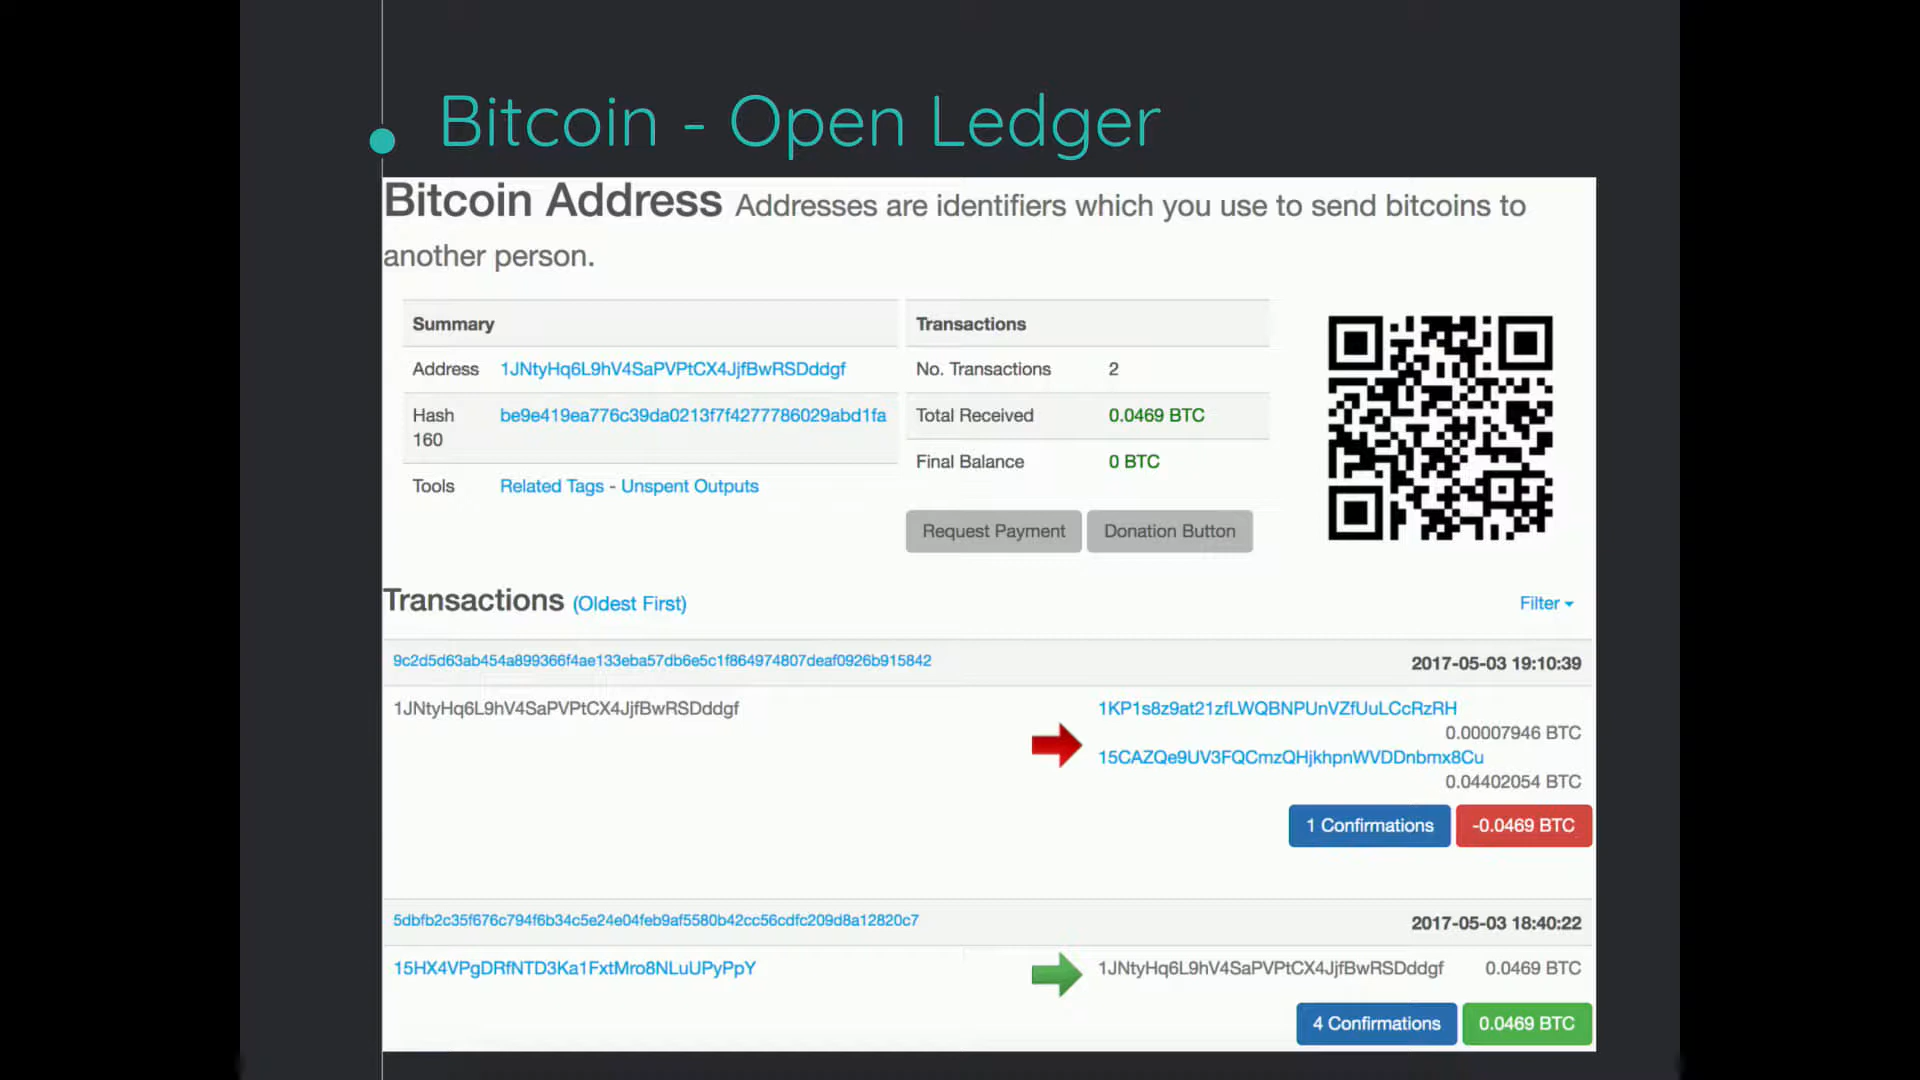 Bitcoin - Open Ledger
Bitcoin Address Addresses are identifiers which you use to send bitcoins to
another person.
Summary
Address 1JNtyHq6L9hV4SaPVPtCX4JjfBwRSDddgf
Hash 160 be9e419ea776c39da0213f7f4277786029abd1fa
Tools Related Tags - Unspent Outputs
Transactions
No. Transactions 2
Total Received 0.0469 BTC
Final Balance 0 BTC
Request Payment Donation Button
Transactions (Oldest First) Filter
9c2d5d63ab454a899366f4ae133eba57db6e5c1f864974807deaf0926b915842 2017-05-03 19:10:39
1JNtyHq6L9hV4SaPVPtCX4JjfBwRSDddgf 1KP1s8z9at21zfLWQBNPUnVZfUuLCcRzRH
0.00007946 BTC
15CAZQe9UV3FQCmzQHjkhpnWVDDnbmx8Cu
0.04402054 BTC
1 Confirmations -0.0469 BTC
5dbfb2c35f676c794f6b34c5e24e04feb9af5580b42cc56cdfc209d8a12820c7 2017-05-03 18:40:22
15HX4VPgDRfNTD3Ka1FxtMro8NLuUPyPpY 1JNtyHq6L9hV4SaPVPtCX4JjfBwRSDddgf 0.0469 BTC
4 Confirmations 0.0469 BTC